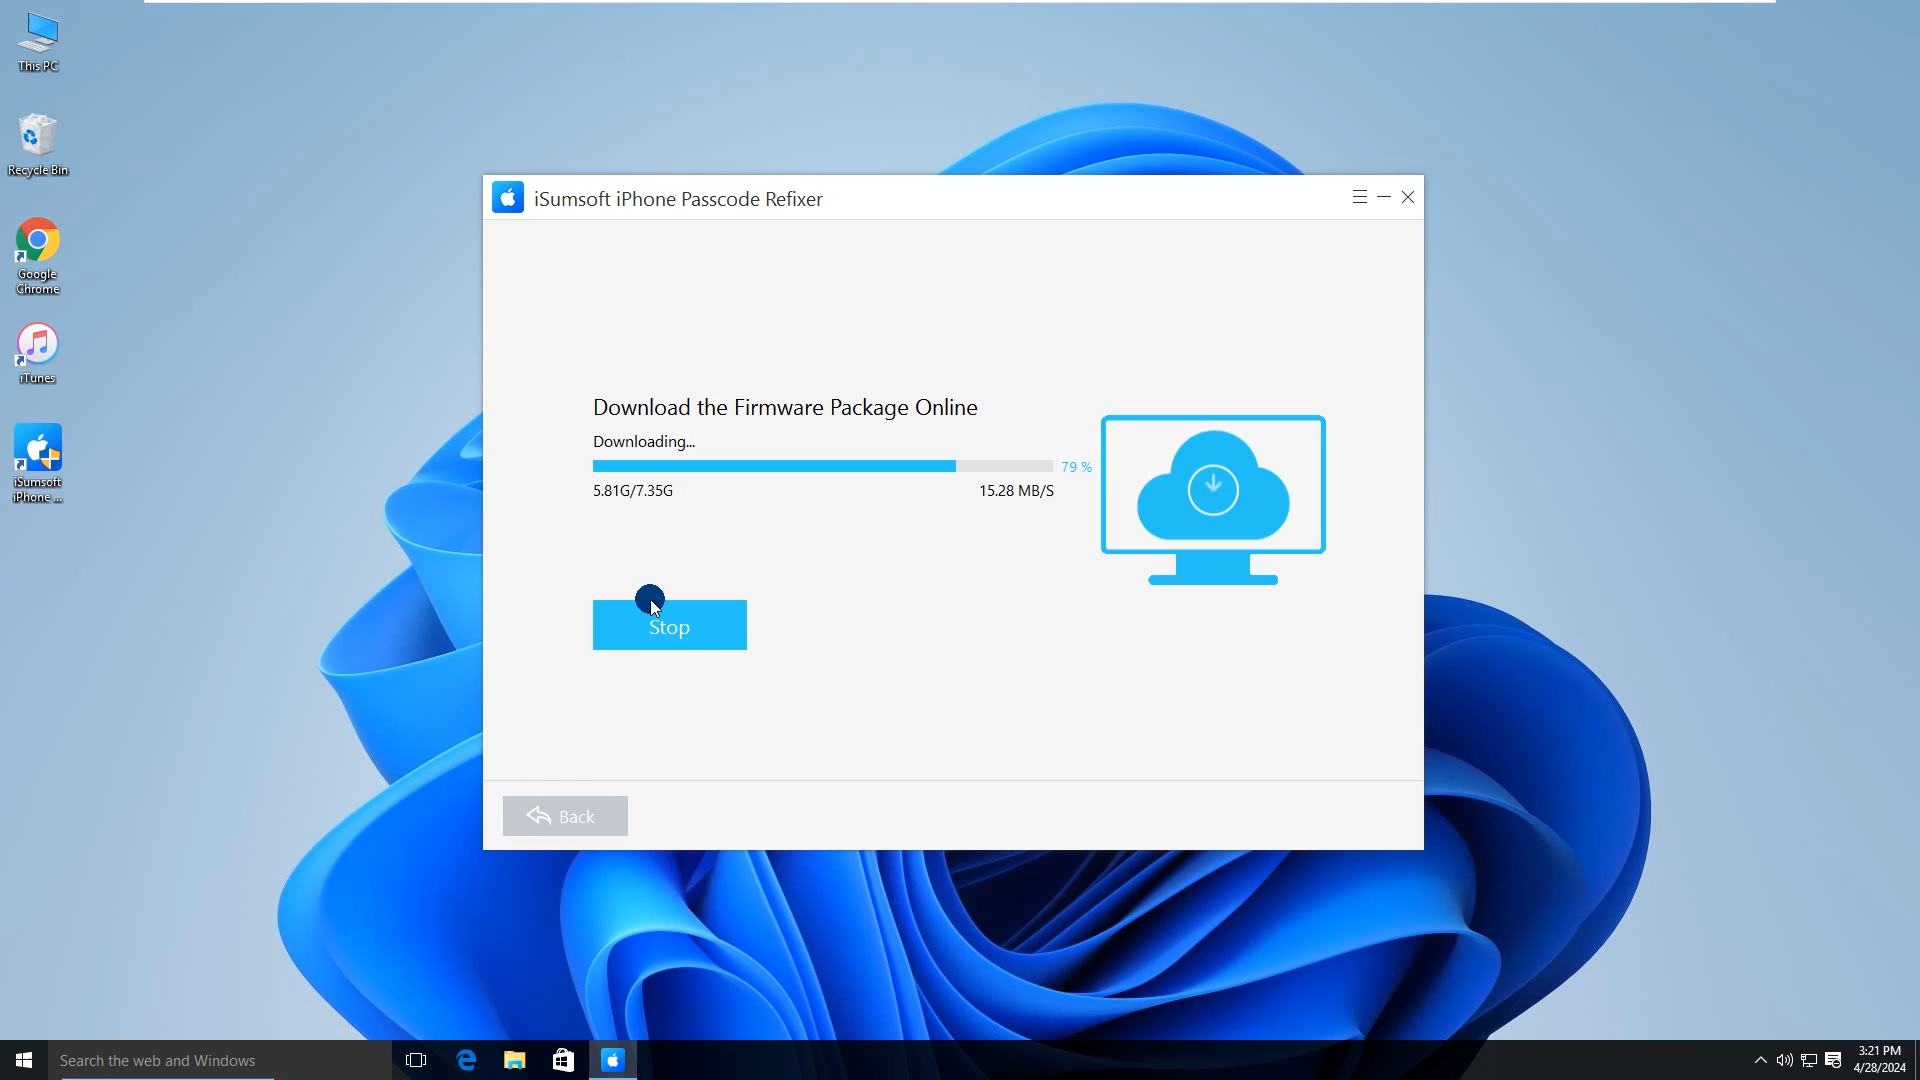 This PC
Recycle Bin
Google
Chrome
iTunes
iSumsoft
iPhone ...
iSumsoft iPhone Passcode Refixer
Download the Firmware Package Online
Downloading...
79 %
5.81G/7.35G
15.28 MB/S
Stop
Back
Search the web and Windows
3:21 PM
4/28/2024